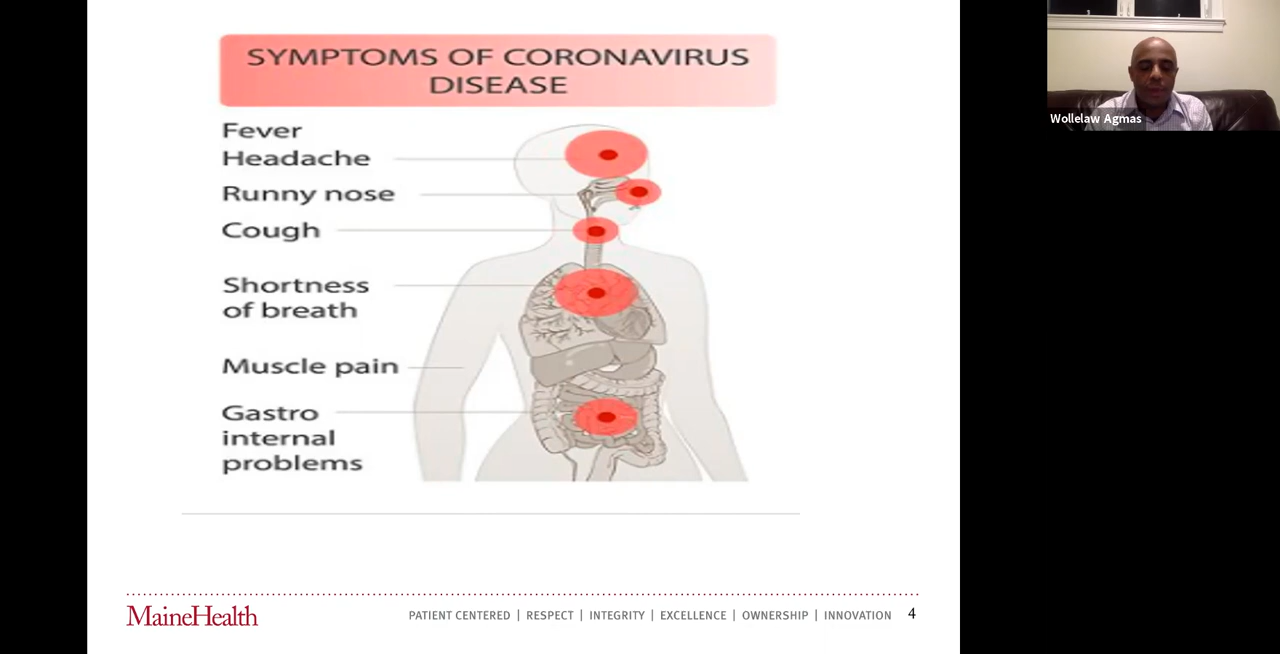 SYMPTOMS OF CORONAVIRUS
DISEASE
Fever
Headache
Runny nose
Cough
Shortness
of breath
Muscle pain
Gastro
internal
problems
MaineHealth
PATIENT CENTERED | RESPECT | INTEGRITY | EXCELLENCE | OWNERSHIP | INNOVATION 4
Wollelaw Agmas